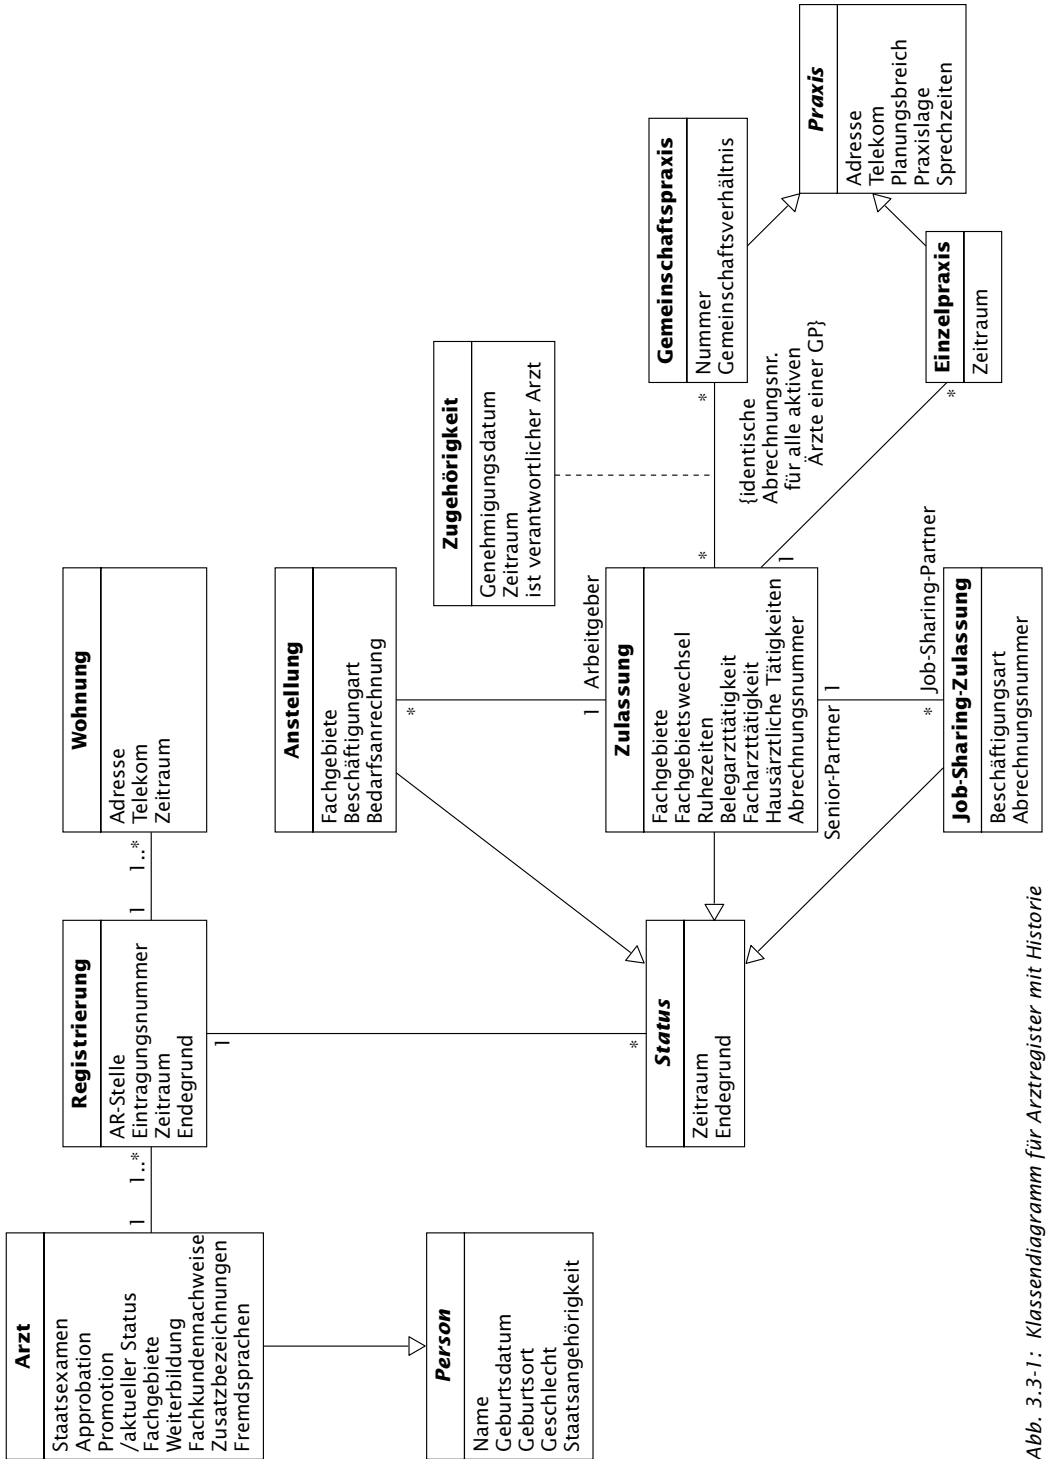 Arzt
Staatsexamen
Approbation
Promotion
/aktueller Status
Fachgebiete
Weiterbildung
Fachkundennachweise
Zusatzbezeichnungen
Fremdsprachen
1
1..*
Registrierung
AR-Stelle
Eintragungsnummer
Zeitraum
Endegrund
1
1..*
Wohnung
Adresse
Telekom
Zeitraum
1
*
Person
Name
Geburtsdatum
Geburtsort
Geschlecht
Staatsangehörigkeit
Status
Zeitraum
Endegrund
Anstellung
Fachgebiete
Beschäftigungart
Bedarfsanrechnung
*
1
Arbeitgeber
Zulassung
Fachgebiete
Fachgebietswechsel
Ruhezeiten
Belegarzttätigkeit
Facharzttätigkeit
Hausärztliche Tätigkeiten
Abrechnungsnummer
Senior-Partner
1
*
Job-Sharing-Partner
Job-Sharing-Zulassung
Beschäftigungsart
Abrechnungsnummer
Zugehörigkeit
Genehmigungsdatum
Zeitraum
ist verantwortlicher Arzt
*
*
{identische
Abrechnungsnr.
für alle aktiven
Ärzte einer GP}
1
*
Gemeinschaftspraxis
Nummer
Gemeinschaftsverhältnis
Einzelpraxis
Zeitraum
Praxis
Adresse
Telekom
Planungsbreich
Praxislage
Sprechzeiten
Abb. 3.3-1: Klassendiagramm für Arztregister mit Historie